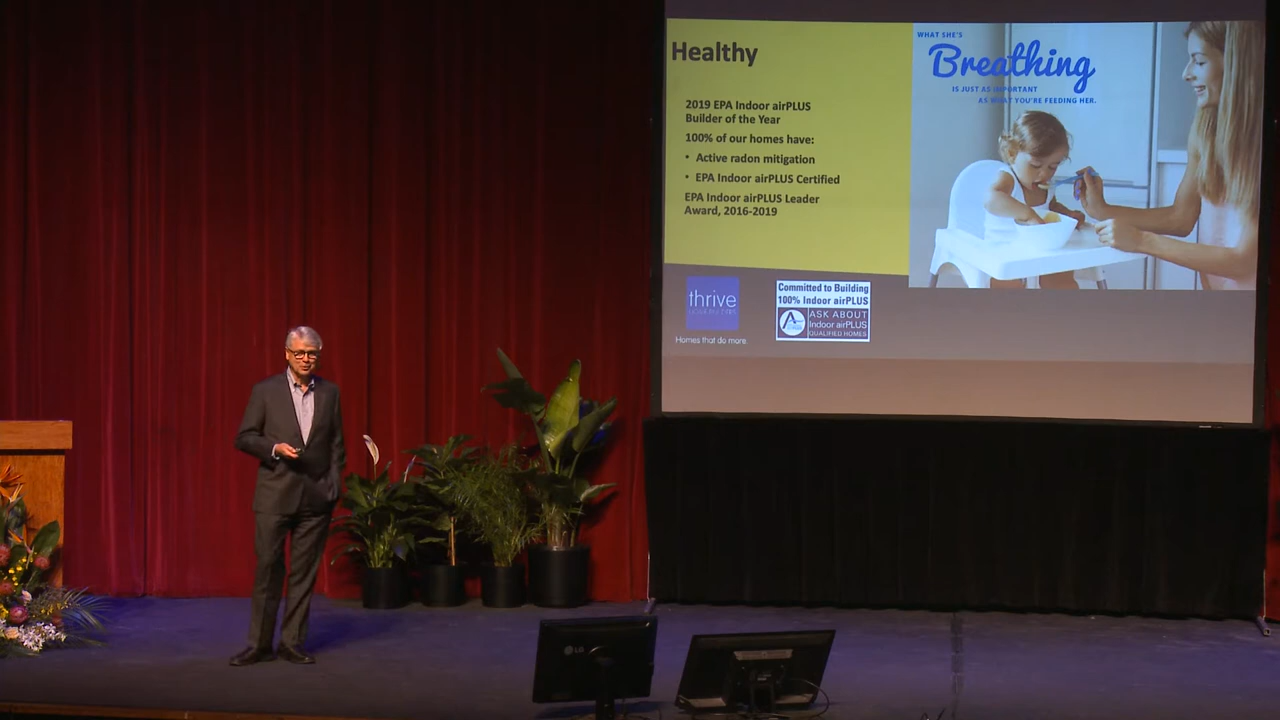 Healthy
2019 EPA Indoor airPLUS
Builder of the Year
100% of our homes have:
• Active radon mitigation
• EPA Indoor airPLUS Certified
EPA Indoor airPLUS Leader
Award, 2016-2019
WHAT SHE'S
Breathing
IS JUST AS IMPORTANT
AS WHAT YOU'RE FEEDING HER.
thrive
Homes that do more.
Committed to Building
100% Indoor airPLUS
ASK ABOUT
Indoor airPLUS
QUALIFIED HOMES
LG